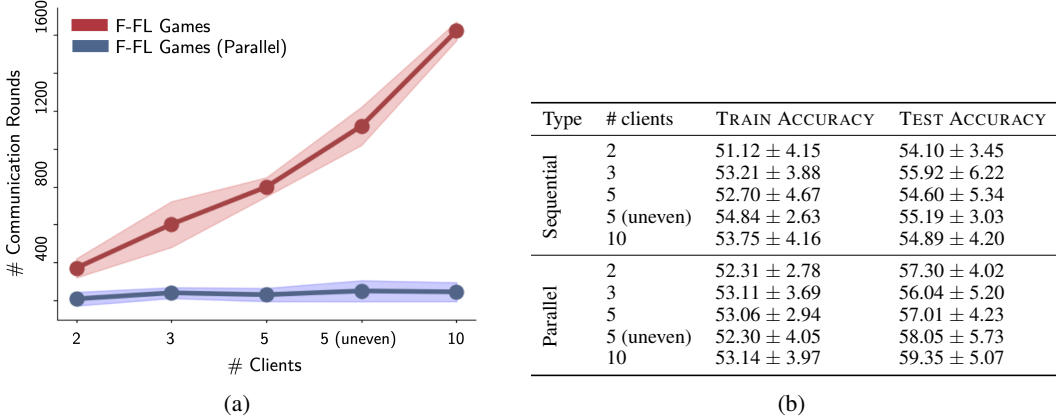 F-FL Games
F-FL Games (Parallel)
# Communication Rounds
1600
1200
800
400
2 3 5 5 (uneven) 10
# Clients
(a)
Type # clients TRAIN ACCURACY TEST ACCURACY
Sequential
2 51.12 ± 4.15 54.10 ± 3.45
3 53.21 ± 3.88 55.92 ± 6.22
5 52.70 ± 4.67 54.60 ± 5.34
5 (uneven) 54.84 ± 2.63 55.19 ± 3.03
10 53.75 ± 4.16 54.89 ± 4.20
Parallel
2 52.31 ± 2.78 57.30 ± 4.02
3 53.11 ± 3.69 56.04 ± 5.20
5 53.06 ± 2.94 57.01 ± 4.23
5 (uneven) 52.30 ± 4.05 58.05 ± 5.73
10 53.14 ± 3.97 59.35 ± 5.07
(b)